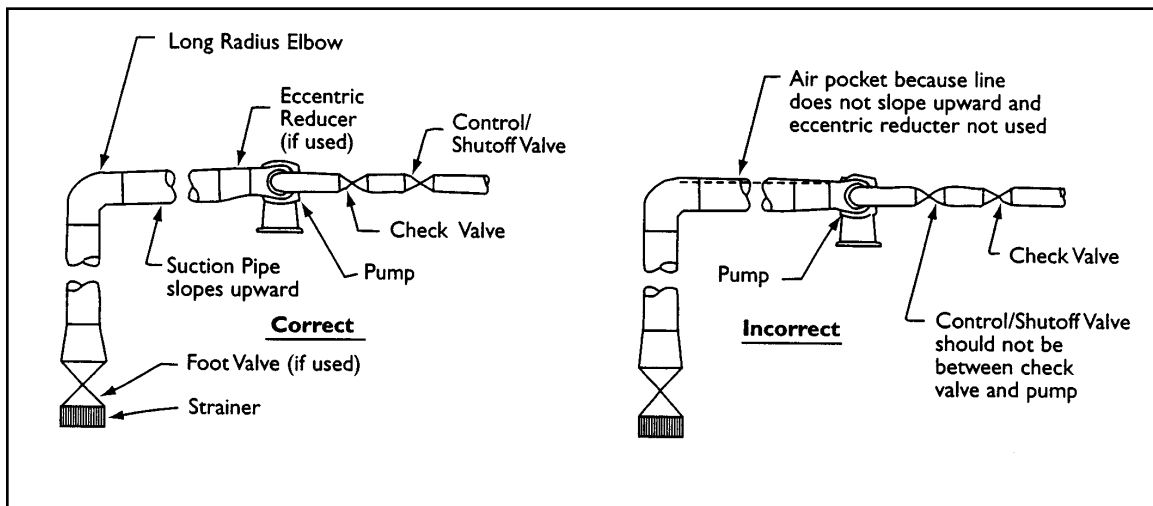 Long Radius Elbow
Eccentric
Reducer
(if used)
Control/
Shutoff Valve
Check Valve
Pump
Suction Pipe
slopes upward
Correct
Foot Valve (if used)
Strainer
Air pocket because line
does not slope upward and
eccentric reducter not used
Pump
Check Valve
Incorrect
Control/Shutoff Valve
should not be
between check
valve and pump